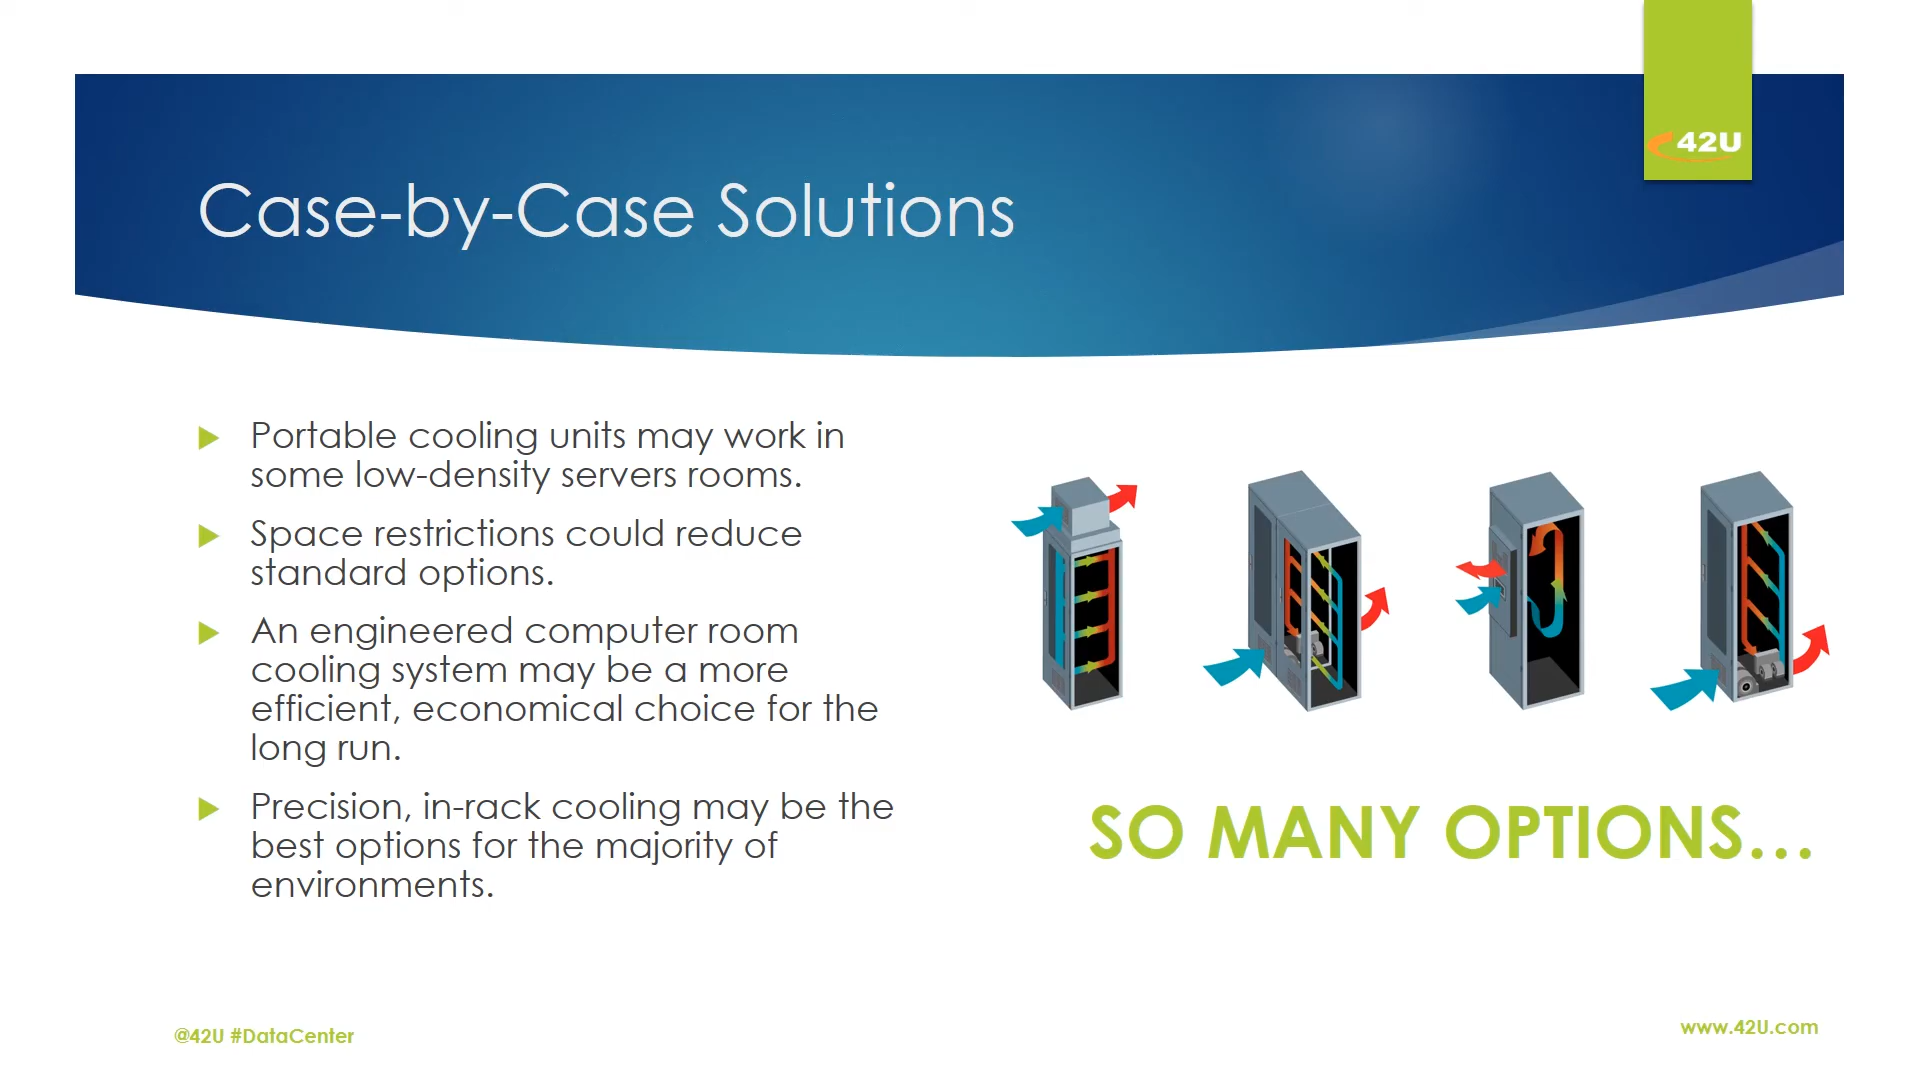 42U
Case-by-Case Solutions
Portable cooling units may work in
some low-density servers rooms.
Space restrictions could reduce
standard options.
An engineered computer room
cooling system may be a more
efficient, economical choice for the
long run.
Precision, in-rack cooling may be the
best options for the majority of
environments.
SO MANY OPTIONS...
@42U #DataCenter
www.42U.com